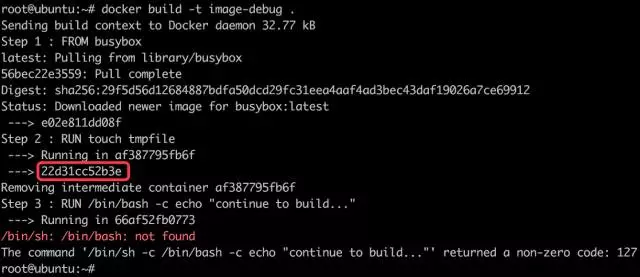 root@ubuntu:~# docker build -t image-debug .
Sending build context to Docker daemon 32.77 kB
Step 1 : FROM busybox
latest: Pulling from library/busybox
56bec22e3559: Pull complete
Digest: sha256:29f5d56d12684887bdfa50dcd29fc31eea4aaf4ad3bec43daf19026a7ce69912
Status: Downloaded newer image for busybox:latest
---> e02e811dd08f
Step 2 : RUN touch tmpfile
---> Running in af387795fb6f
---> 22d31cc52b3e
Removing intermediate container af387795fb6f
Step 3 : RUN /bin/bash -c echo "continue to build..."
---> Running in 66af52fb0773
/bin/sh: /bin/bash: not found
The command '/bin/sh -c /bin/bash -c echo "continue to build..."' returned a non-zero code: 127
root@ubuntu:~#